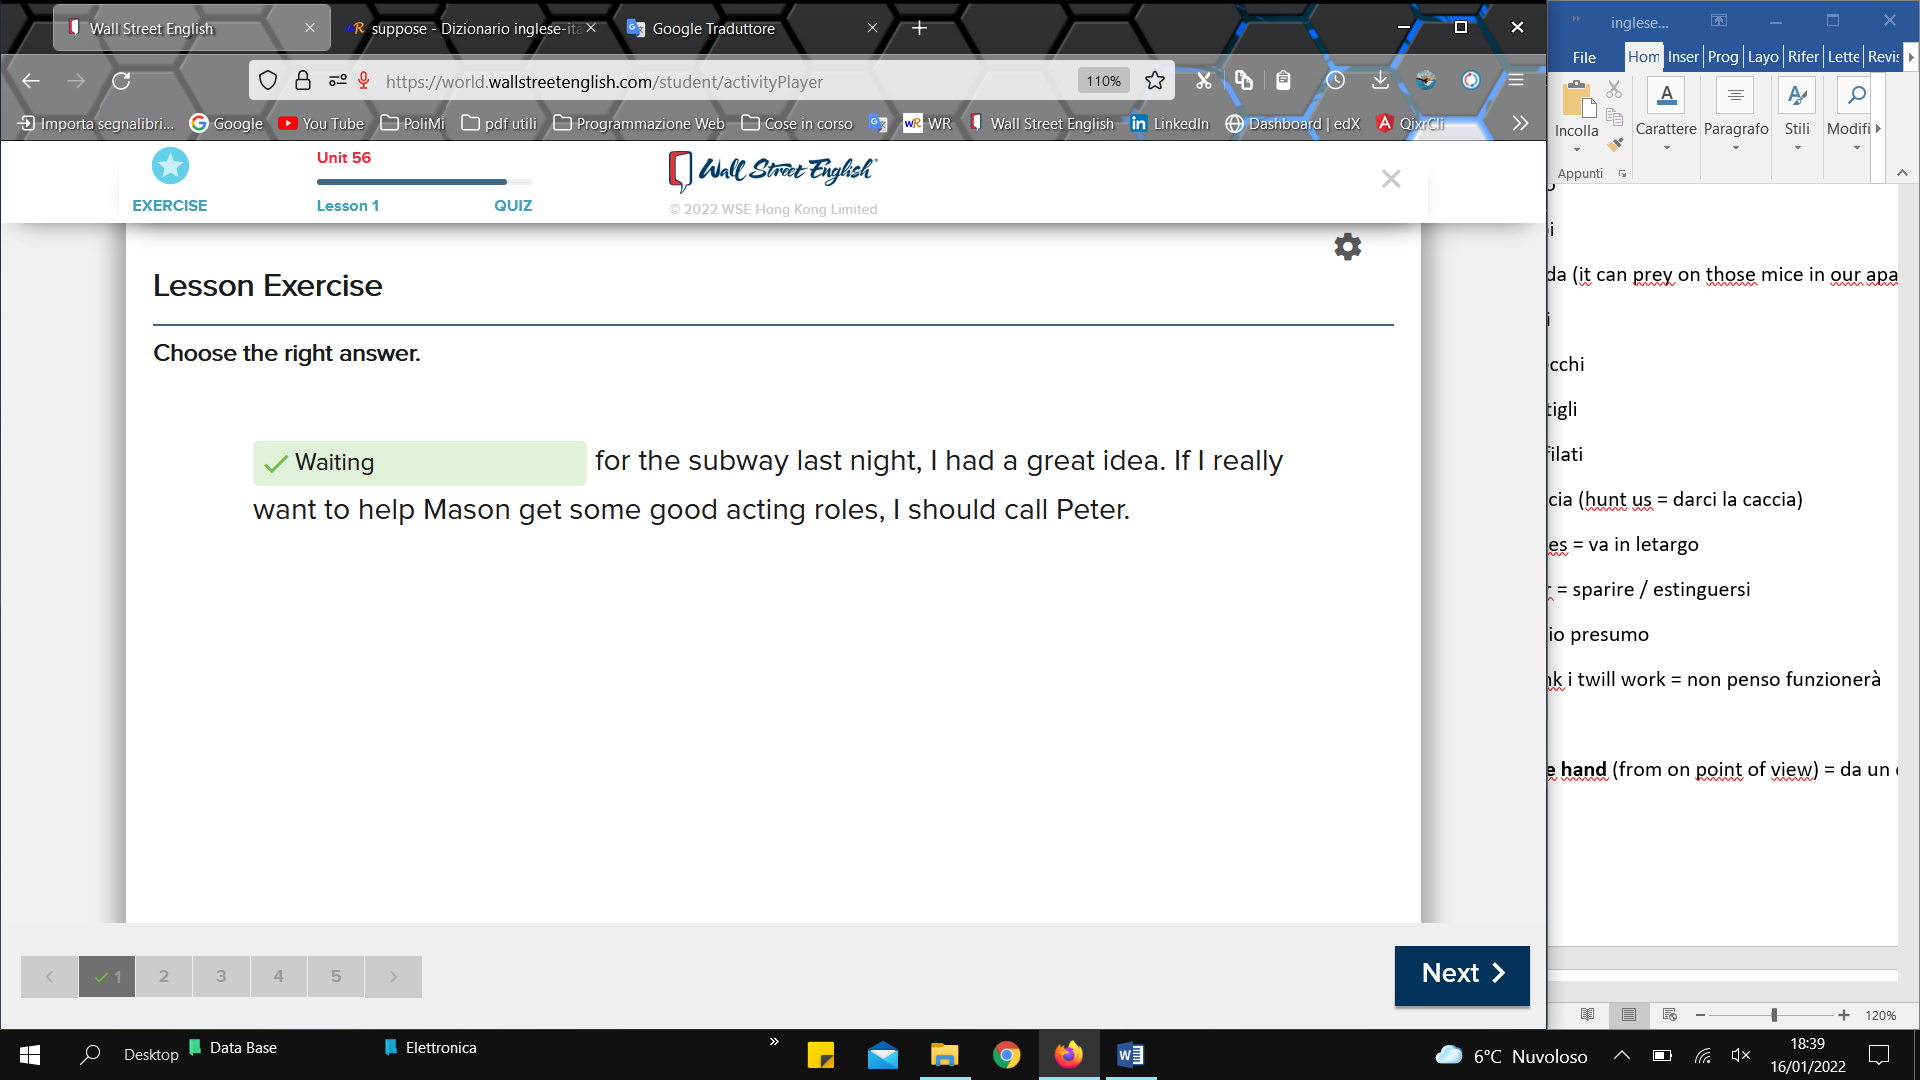 Wall Street English
suppose - Dizionario inglese-ita
Google Traduttore
https://world.wallstreetenglish.com/student/activityPlayer
110%
Importa segnalibri...
Google
You Tube
PoliMi
pdf utili
Programmazione Web
Cose in corso
WR
Wall Street English
LinkedIn
Dashboard | edX
QixrCli
EXERCISE
Unit 56
Lesson 1
QUIZ
Wall Street English
© 2022 WSE Hong Kong Limited
Lesson Exercise
Choose the right answer.
Waiting for the subway last night, I had a great idea. If I really
want to help Mason get some good acting roles, I should call Peter.
1
2
3
4
5
Next
inglese...
File
Hom
Inser
Prog
Layo
Rifer
Lette
Revis
Incolla
Carattere
Paragrafo
Stili
Modifi
Appunti
da (it can prey on those mice in our apa
cchi
tigli
filati
cia (hunt us = darci la caccia)
es = va in letargo
r = sparire / estinguersi
io presumo
nk i twill work = non penso funzionerà
e hand (from on point of view) = da un
120%
Desktop
Data Base
Elettronica
6°C Nuvoloso
18:39
16/01/2022